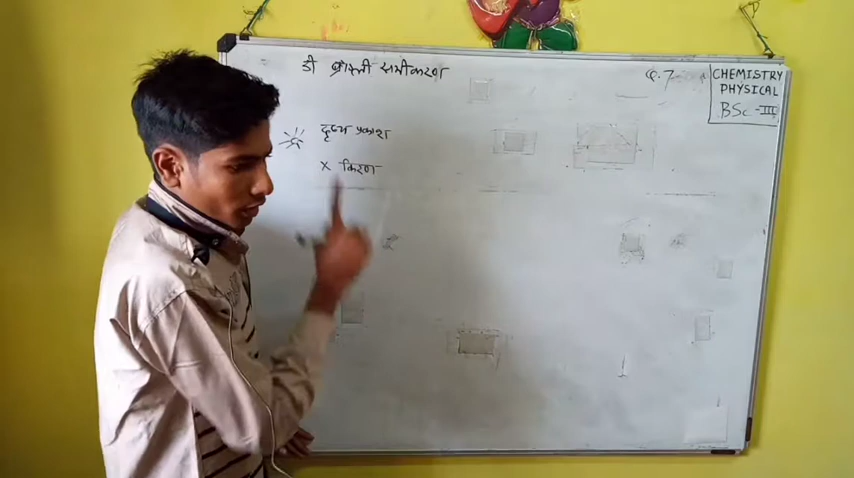 डी ब्रोग्ली समीकरण
Q. 7
CHEMISTRY
PHYSICAL
BSc-III
दृश्य प्रकाश
X किरण